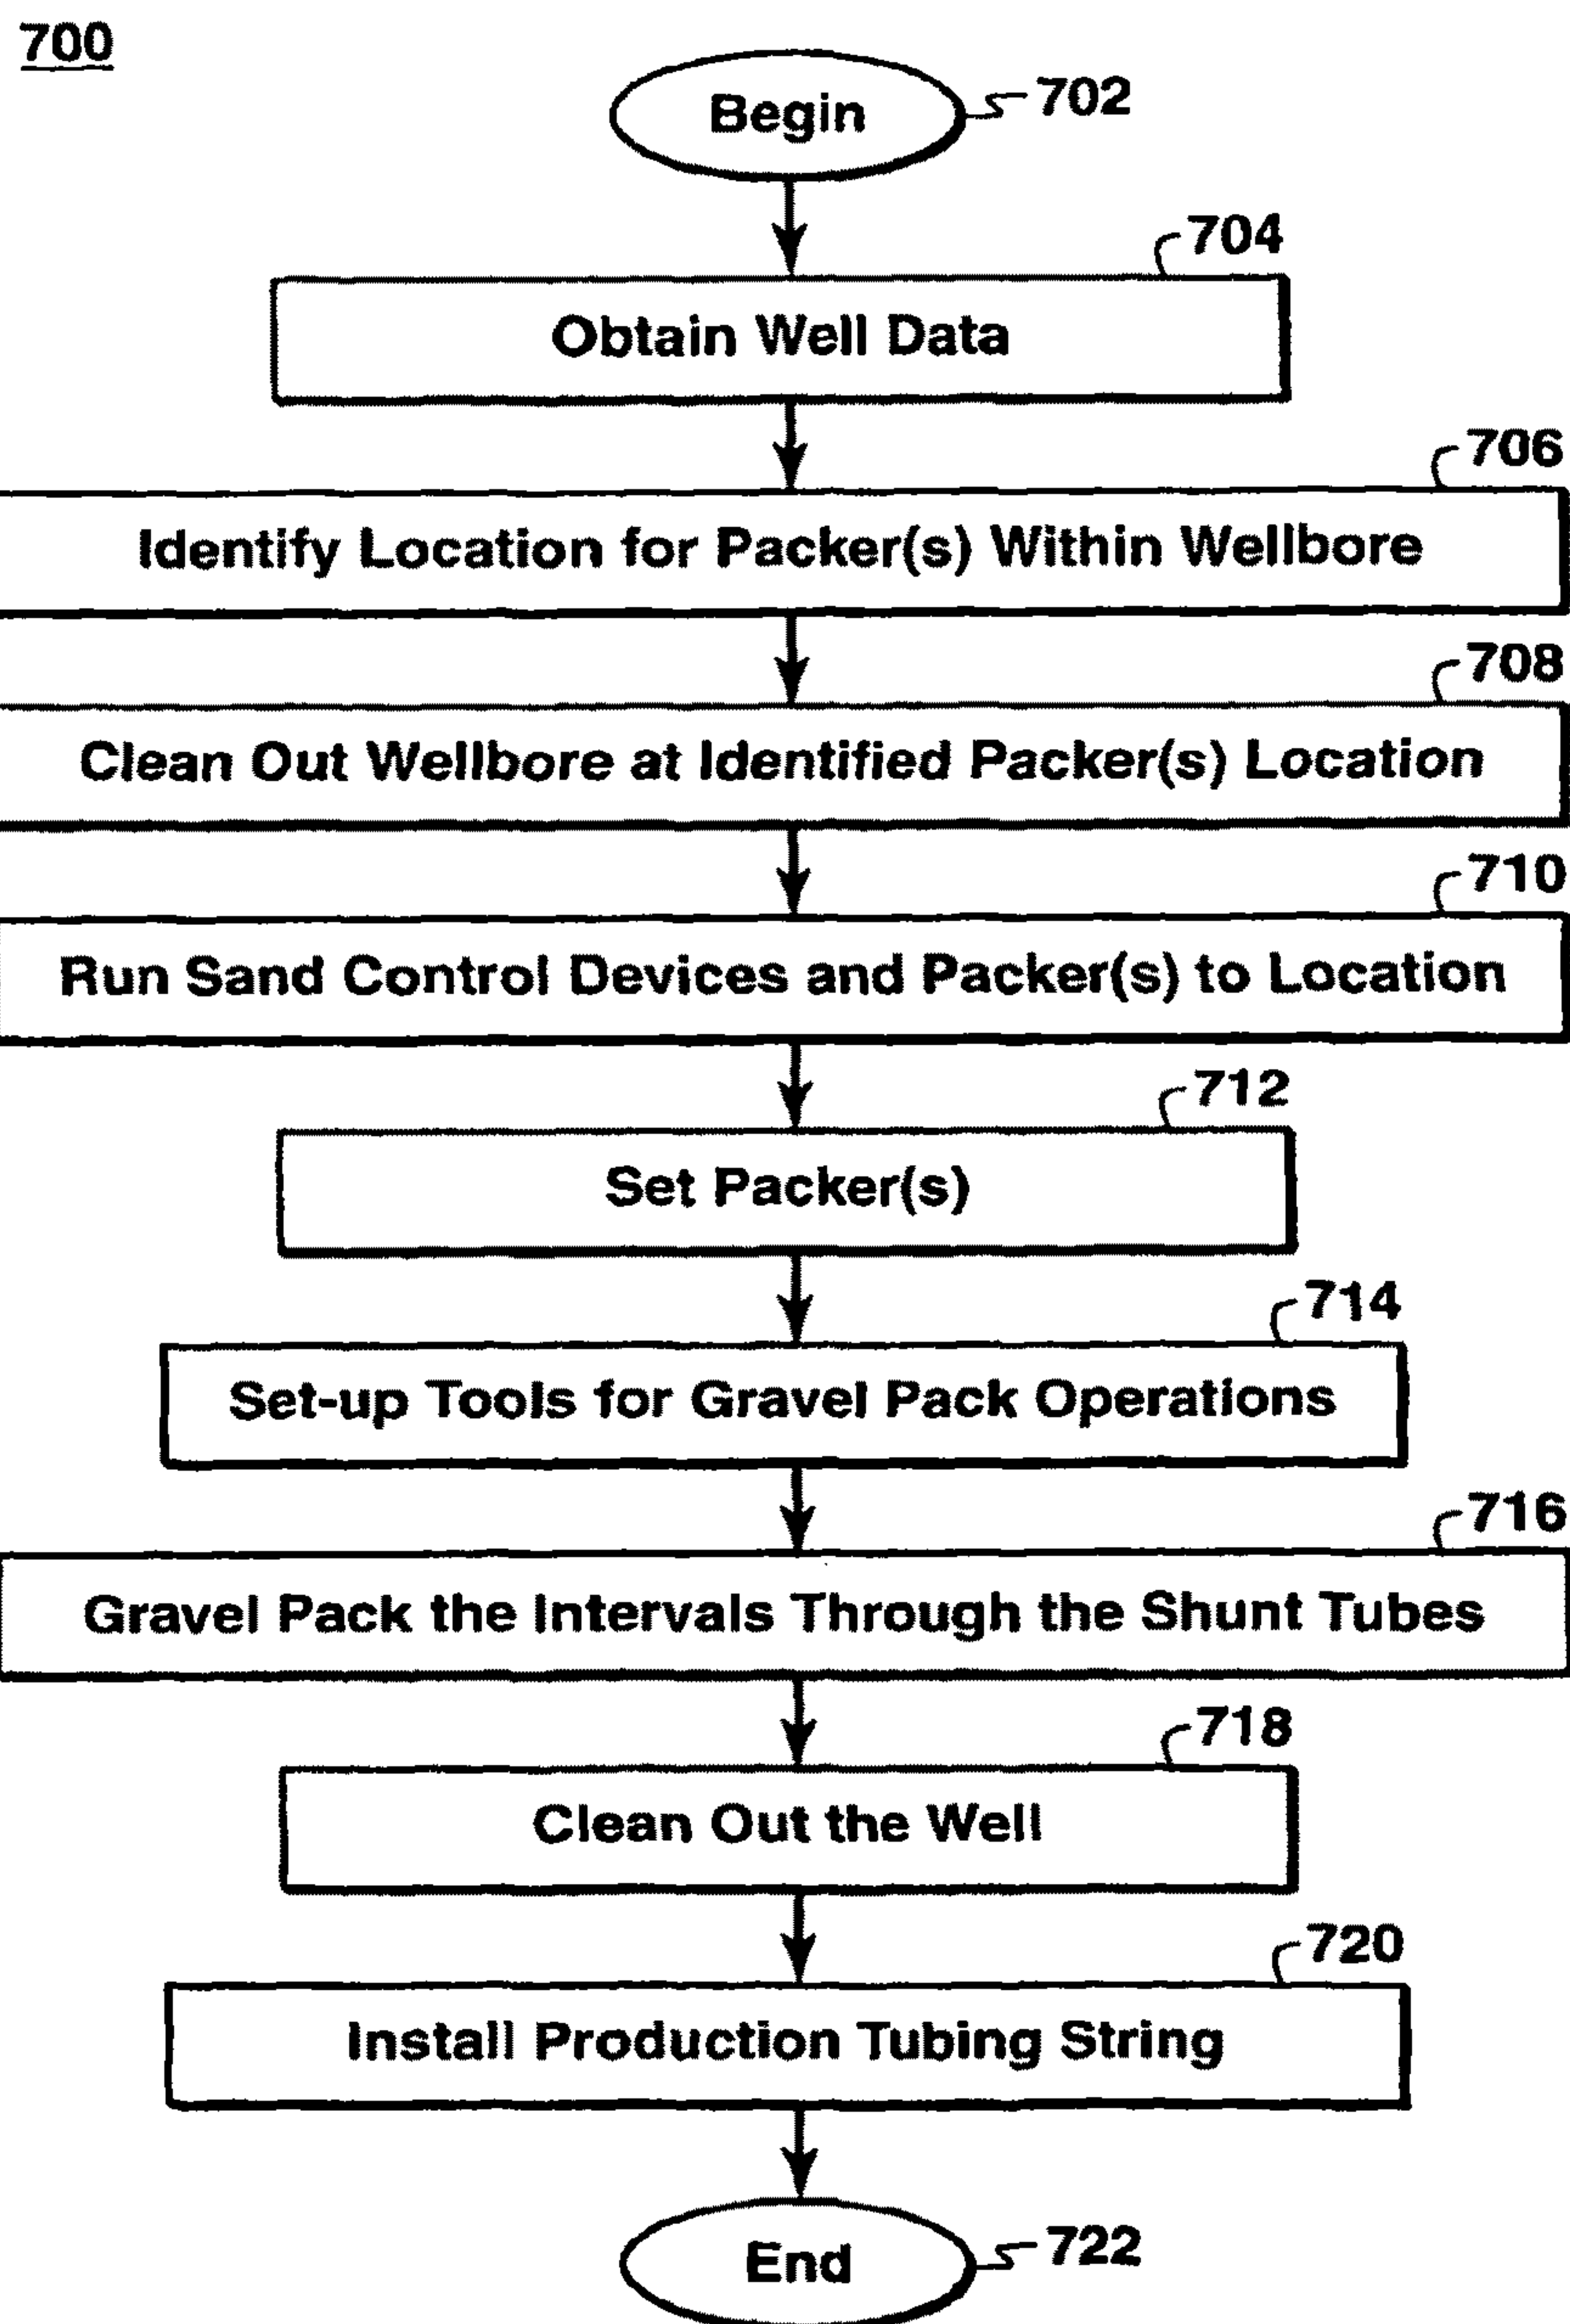 700
Begin
702
704
Obtain Well Data
706
Identify Location for Packer(s) Within Wellbore
708
Clean Out Wellbore at Identified Packer(s) Location
710
Run Sand Control Devices and Packer(s) to Location
712
Set Packer(s)
714
Set-up Tools for Gravel Pack Operations
716
Gravel Pack the Intervals Through the Shunt Tubes
718
Clean Out the Well
720
Install Production Tubing String
End
722